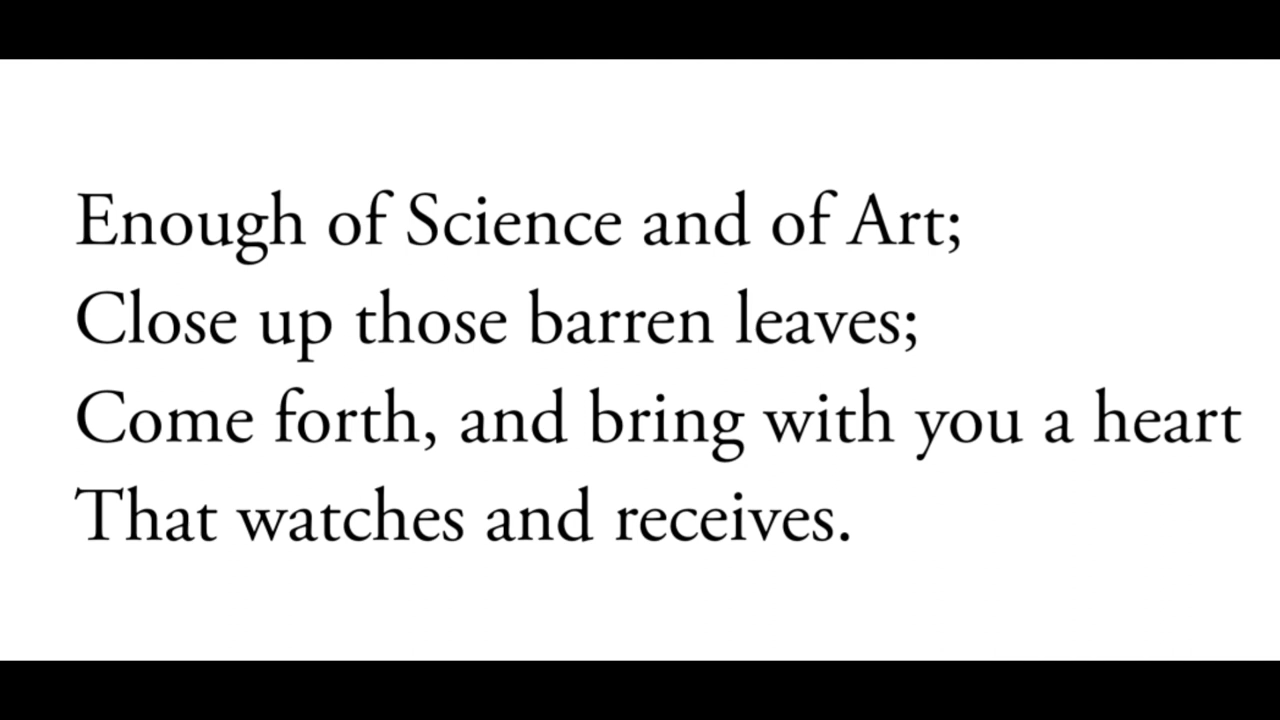 Enough of Science and of Art;
Close up those barren leaves;
Come forth, and bring with you a heart
That watches and receives.